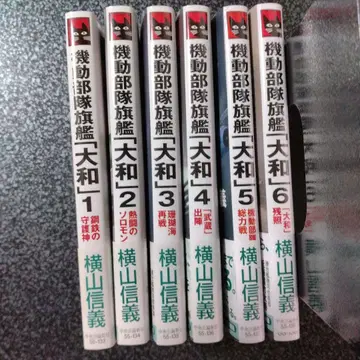 機動部隊旗艦「大和」1
鋼鉄の
守護神
横山信義
機動部隊旗艦「大和」2
熱闘の
ソロモン
横山信義
機動部隊旗艦「大和」3
珊瑚海
再戦
横山信義
機動部隊旗艦「大和」4
「武蔵」
出陣
横山信義
機動部隊旗艦「大和」5
機動部隊
総力戦
横山信義
機動部隊旗艦「大和」6
「大和」
残照
横山信義